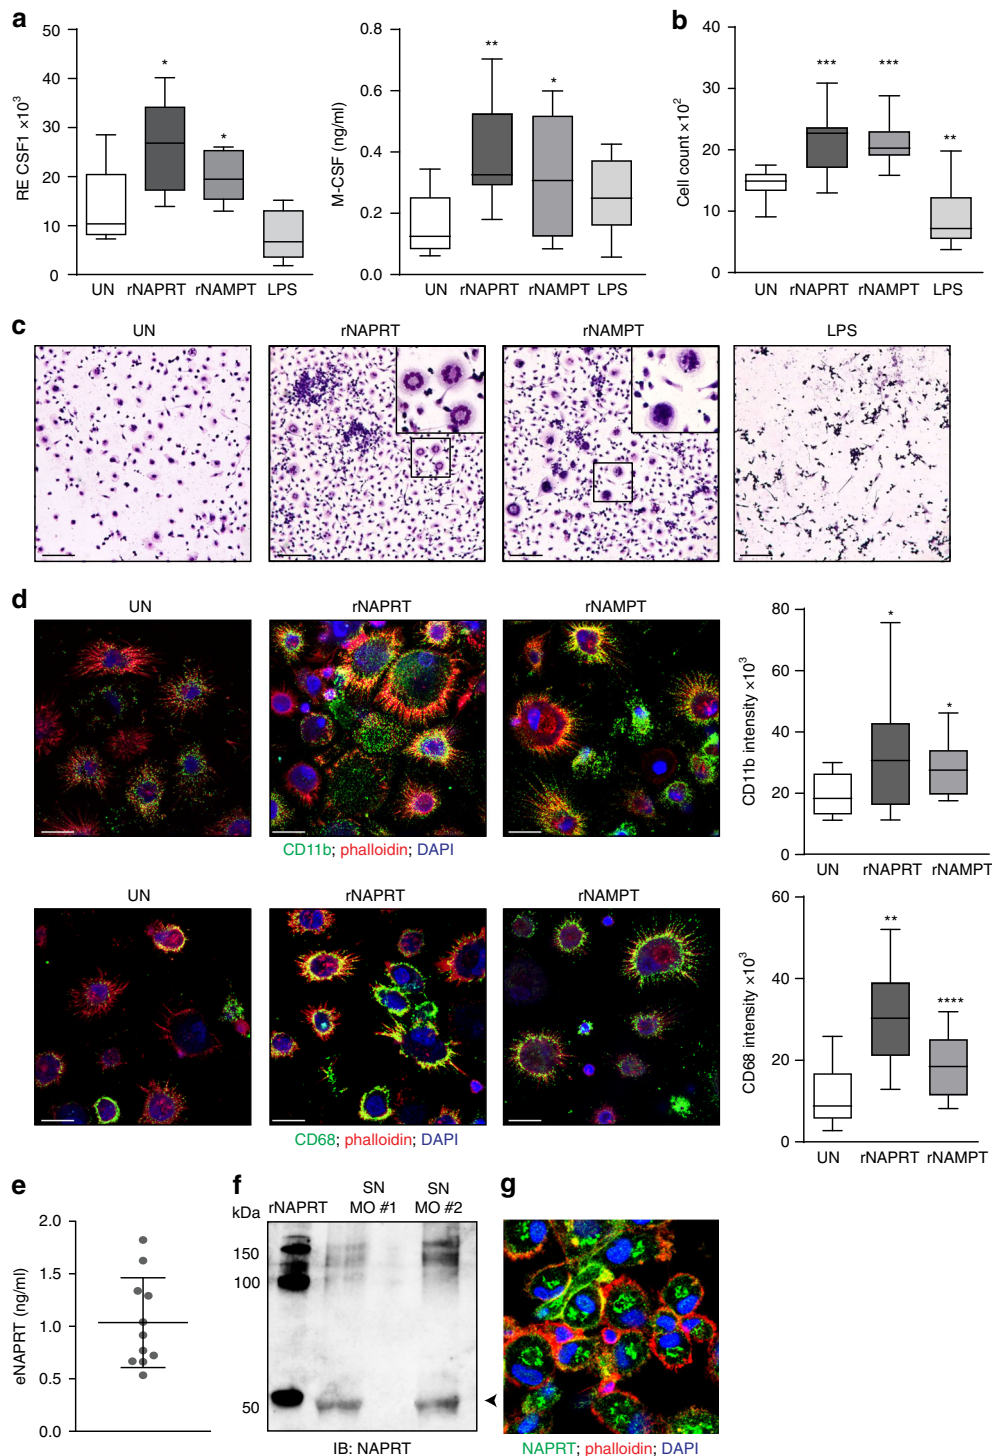 a
RE CSF1 ×10³
50
40
30
20
10
0
UN rNAPRT rNAMPT LPS
* *
M-CSF (ng/ml)
0.8
0.6
0.4
0.2
0.0
UN rNAPRT rNAMPT LPS
** *
b
Cell count ×10²
40
30
20
10
0
UN rNAPRT rNAMPT LPS
*** *** **
c
UN rNAPRT rNAMPT LPS
d
UN rNAPRT rNAMPT
CD11b; phalloidin; DAPI
CD11b intensity ×10³
80
60
40
20
0
UN rNAPRT rNAMPT
* *
UN rNAPRT rNAMPT
CD68; phalloidin; DAPI
CD68 intensity ×10³
60
40
20
0
UN rNAPRT rNAMPT
** ****
e
eNAPRT (ng/ml)
2.0
1.5
1.0
0.5
0.0
f
kDa
rNAPRT
SN MO #1
SN MO #2
150
100
50
IB: NAPRT
g
NAPRT; phalloidin; DAPI